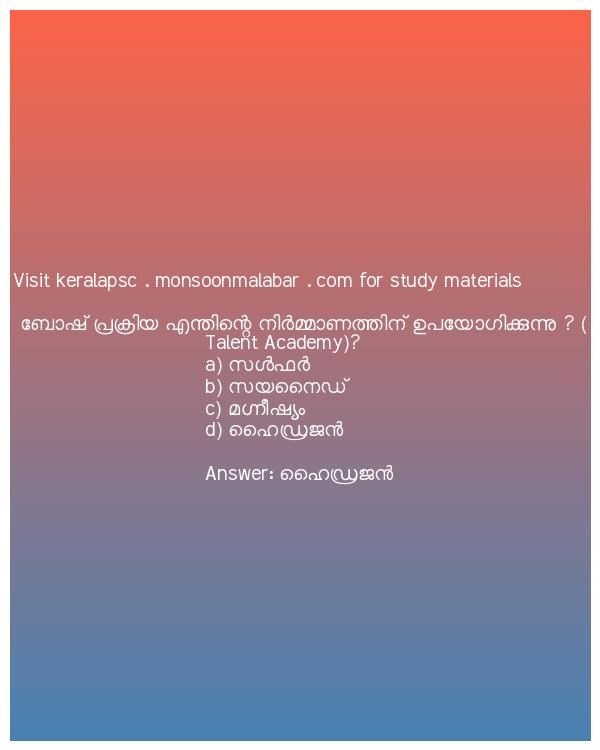 Visit keralapsc . monsoonmalabar . com for study materials
ബോഷ് പ്രക്രിയ എന്തിന്റെ നിർമ്മാണത്തിന് ഉപയോഗിക്കുന്നു ? (
Talent Academy)?
a) സൾഫർ
b) സയനൈഡ്
c) മഗ്നീഷ്യം
d) ഹൈഡ്രജൻ
Answer: ഹൈഡ്രജൻ